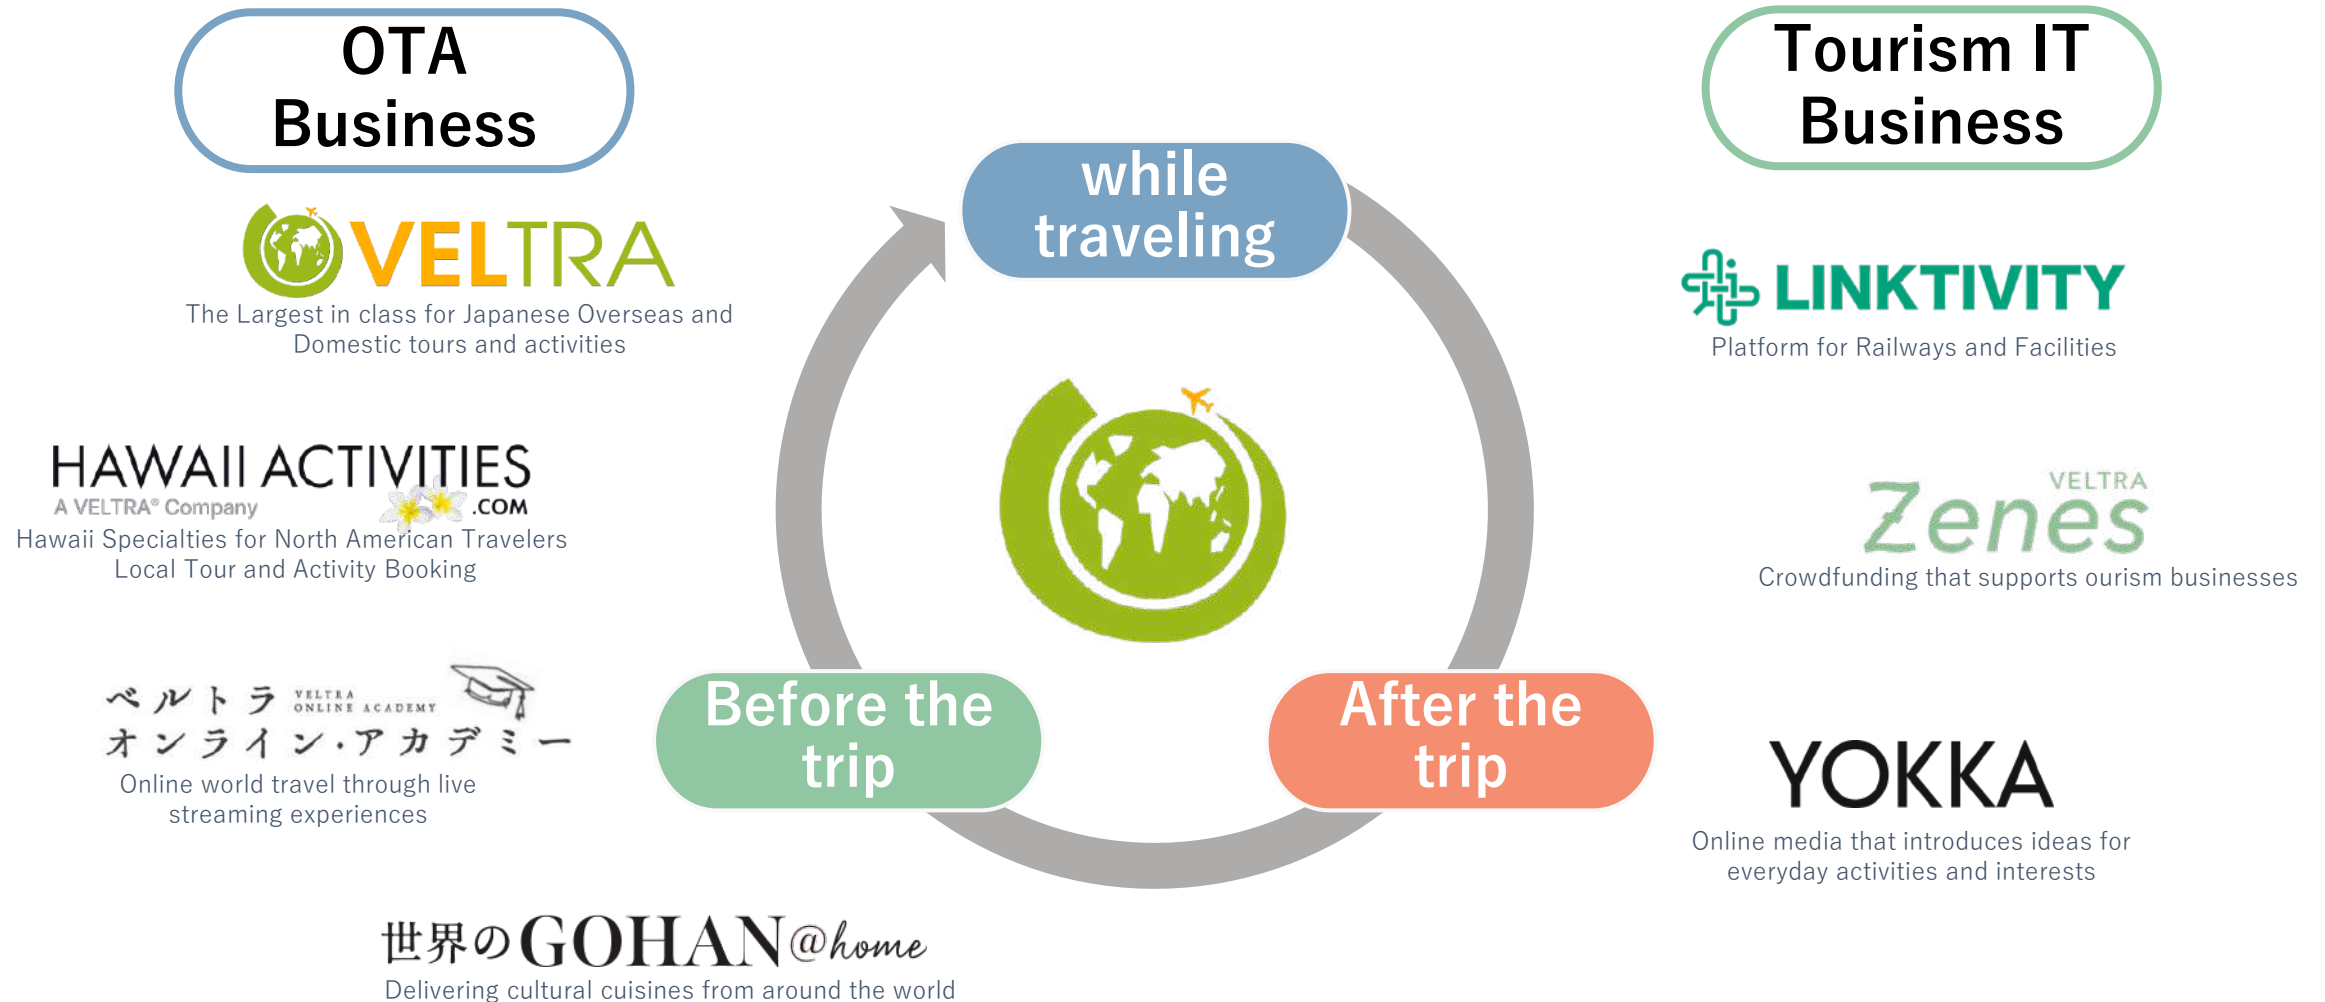 OTA
Business
VELTRA
The Largest in class for Japanese Overseas and
Domestic tours and activities
HAWAII ACTIVITIES
A VELTRA® Company
.COM
Hawaii Specialties for North American Travelers
Local Tour and Activity Booking
ベルトラ
VELTRA
ONLINE ACADEMY
オンライン・アカデミー
Online world travel through live
streaming experiences
世界のGOHAN@home
Delivering cultural cuisines from around the world
while
traveling
Before the
trip
After the
trip
Tourism IT
Business
LINKTIVITY
Platform for Railways and Facilities
VELTRA
Zenes
Crowdfunding that supports ourism businesses
YOKKA
Online media that introduces ideas for
everyday activities and interests